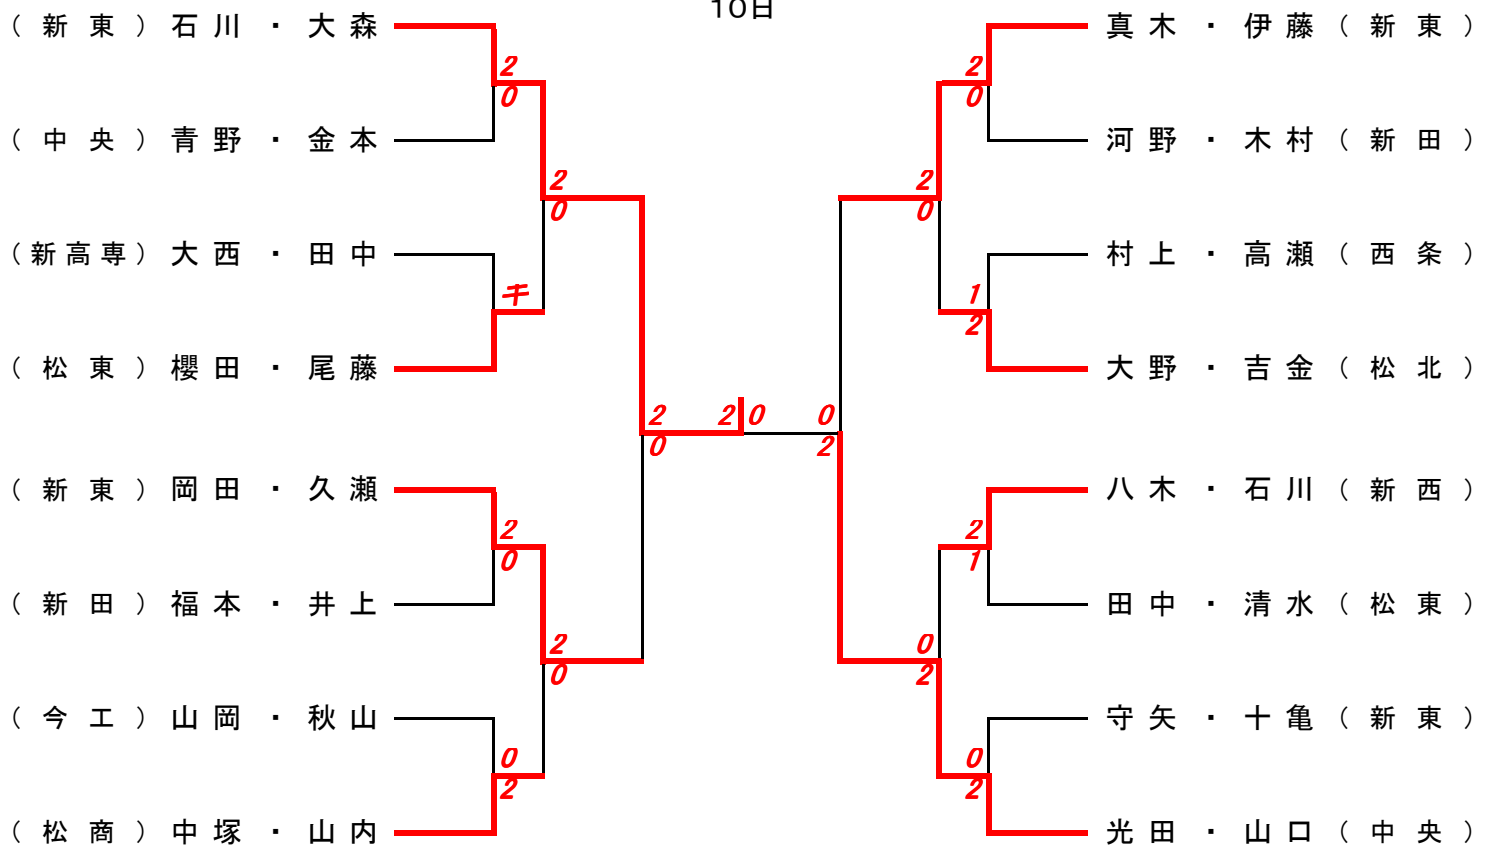 10日
(新東) 石川・大森
真木・伊藤 (新東)
2
2
0
0
(中央) 青野・金本
河野・木村 (新田)
2
2
0
0
(新高専) 大西・田中
村上・高瀬 (西条)
キ
1
2
(松東) 櫻田・尾藤
大野・吉金 (松北)
2 2 0 0
0 2
(新東) 岡田・久瀬
八木・石川 (新西)
2
2
0
1
(新田) 福本・井上
田中・清水 (松東)
2
0
0
2
(今工) 山岡・秋山
守矢・十亀 (新東)
0
0
2
2
(松商) 中塚・山内
光田・山口 (中央)